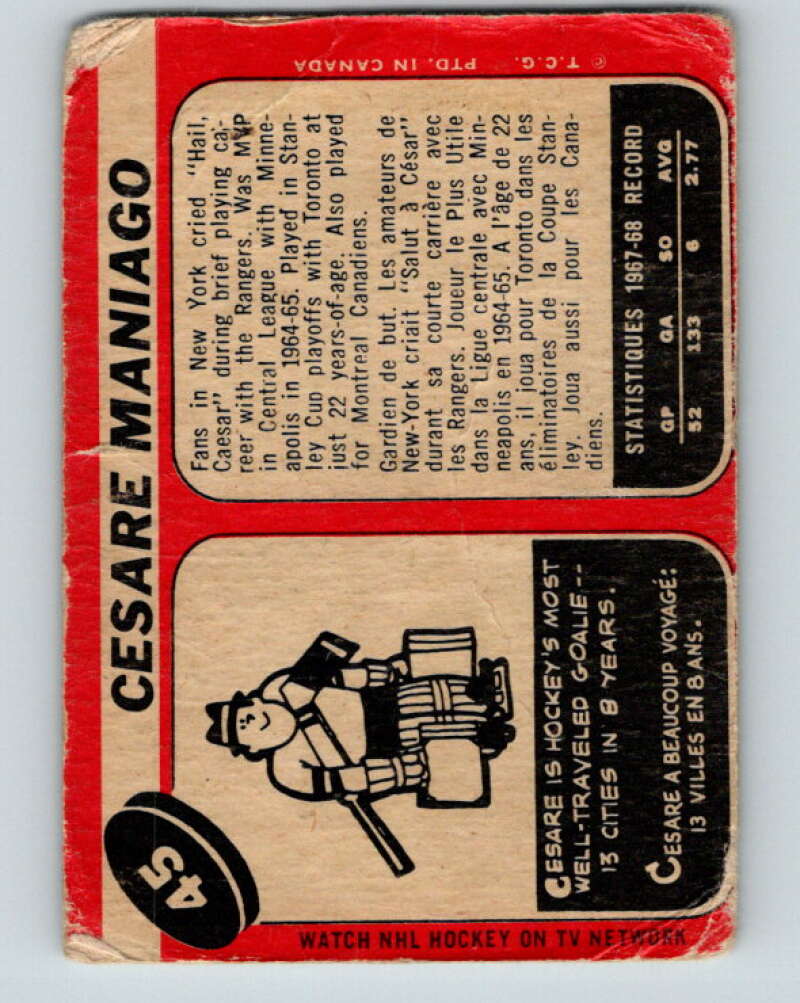 CESARE MANIAGO
45
CESARE IS HOCKEY'S MOST
WELL-TRAVELED GOALIE--
13 CITIES IN 8 YEARS.
CESARE A BEAUCOUP VOYAGÉ:
13 VILLES EN 8 ANS.
WATCH NHL HOCKEY ON TV NETWORK
Fans in New York cried "Hail,
Caesar" during brief playing ca-
reer with the Rangers. Was MVP
in Central League with Minne-
apolis in 1964-65. Played in Stan-
ley Cup playoffs with Toronto at
just 22 years-of-age. Also played
for Montreal Canadiens.
Gardien de but. Les amateurs de
New-York criait "Salut à César"
durant sa courte carrière avec
les Rangers. Joueur le Plus Utile
dans la Ligue centrale avec Min-
neapolis en 1964-65. A l'âge de 22
ans, il joua pour Toronto dans les
éliminatoires de la Coupe Stan-
ley. Joua aussi pour les Cana-
diens.
STATISTIQUES 1967-68 RECORD
GP GA SO AVG
52 133 6 2.77
© T.C.G. PTD. IN CANADA